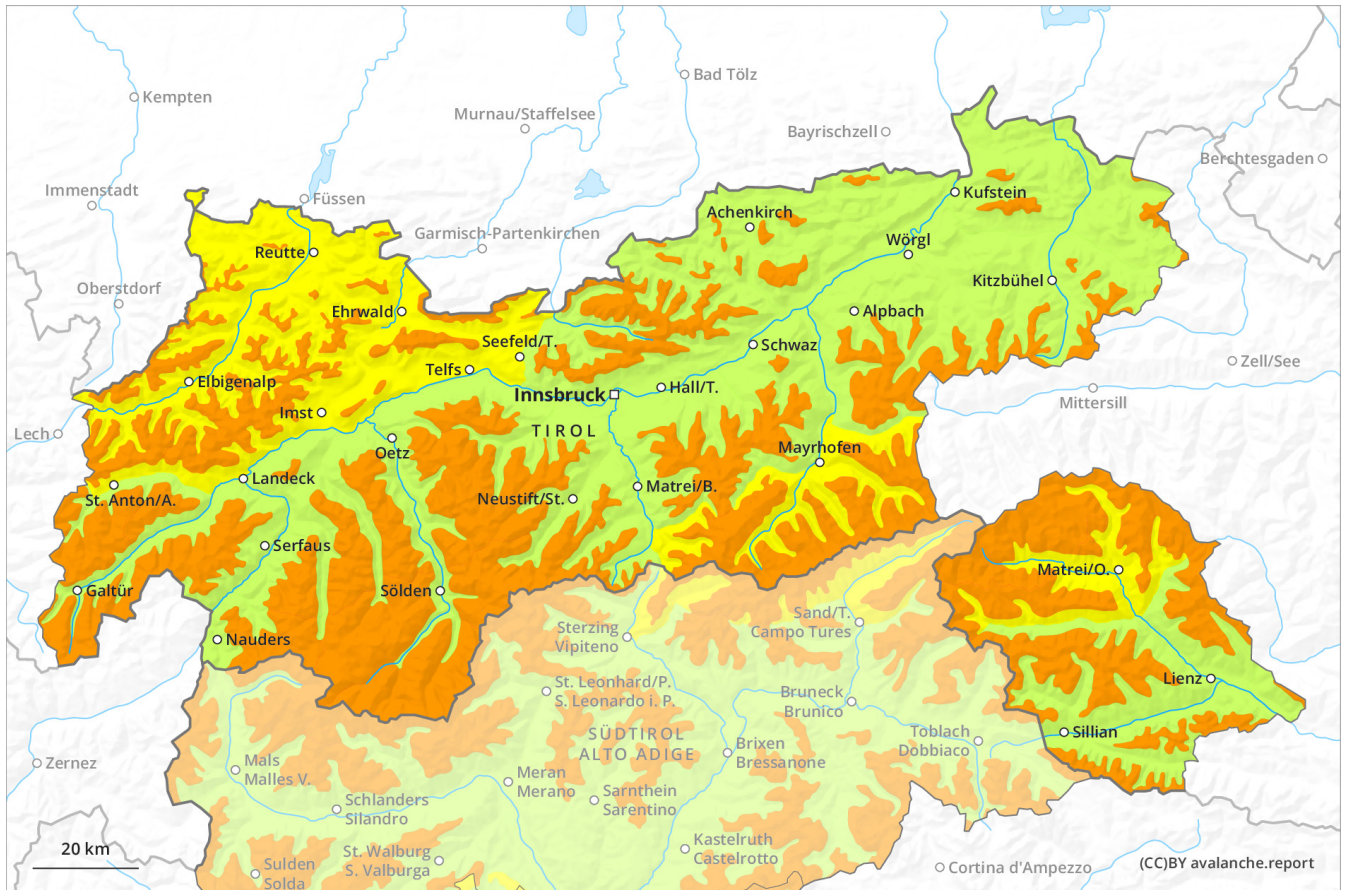 Bad Tölz
Kempten
Murnau/Staffelsee
Bayrischzell
Berchtesgaden
Immenstadt
Füssen
Kufstein
Achenkirch
Garmisch-Partenkirchen
Wörgl
Reutte
Oberstdorf
Kitzbühel
Ehrwald
Alpbach
Seefeld/T.
Schwaz
Zell/See
Telfs
Elbigenalp
Hall/T.
Innsbruck
Mittersill
Imst
TIROL
Lech
Oetz
Mayrhofen
Landeck
Matrei/B.
St. Anton/A.
Neustift/St.
Serfaus
Matrei/O.
Galtür
Sölden
Sand/T.
Campo Tures
Sterzing
Vipiteno
Nauders
Lienz
St. Leonhard/P.
S. Leonardo i. P.
Bruneck
Brunico
SÜDTIROL
ALTO ADIGE
Sillian
Toblach
Dobbiaco
Brixen
Bressanone
Zernez
Mals
Malles V.
Meran
Merano
Sarnthein
Sarentino
Schlanders
Silandro
Kastelruth
Castelrotto
20 km
St. Walburg
S. Valburga
Sulden
Solda
Cortina d'Ampezzo
(CC)BY avalanche.report